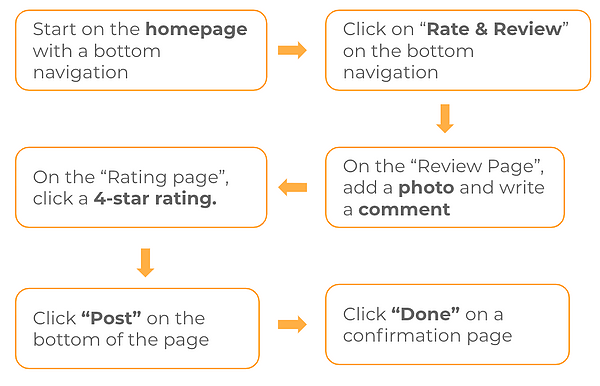 Start on the homepage
with a bottom
navigation
Click on “Rate & Review”
on the bottom
navigation
On the “Review Page”,
add a photo and write
a comment
On the “Rating page”,
click a 4-star rating.
Click “Post” on the
bottom of the page
Click “Done” on a
confirmation page